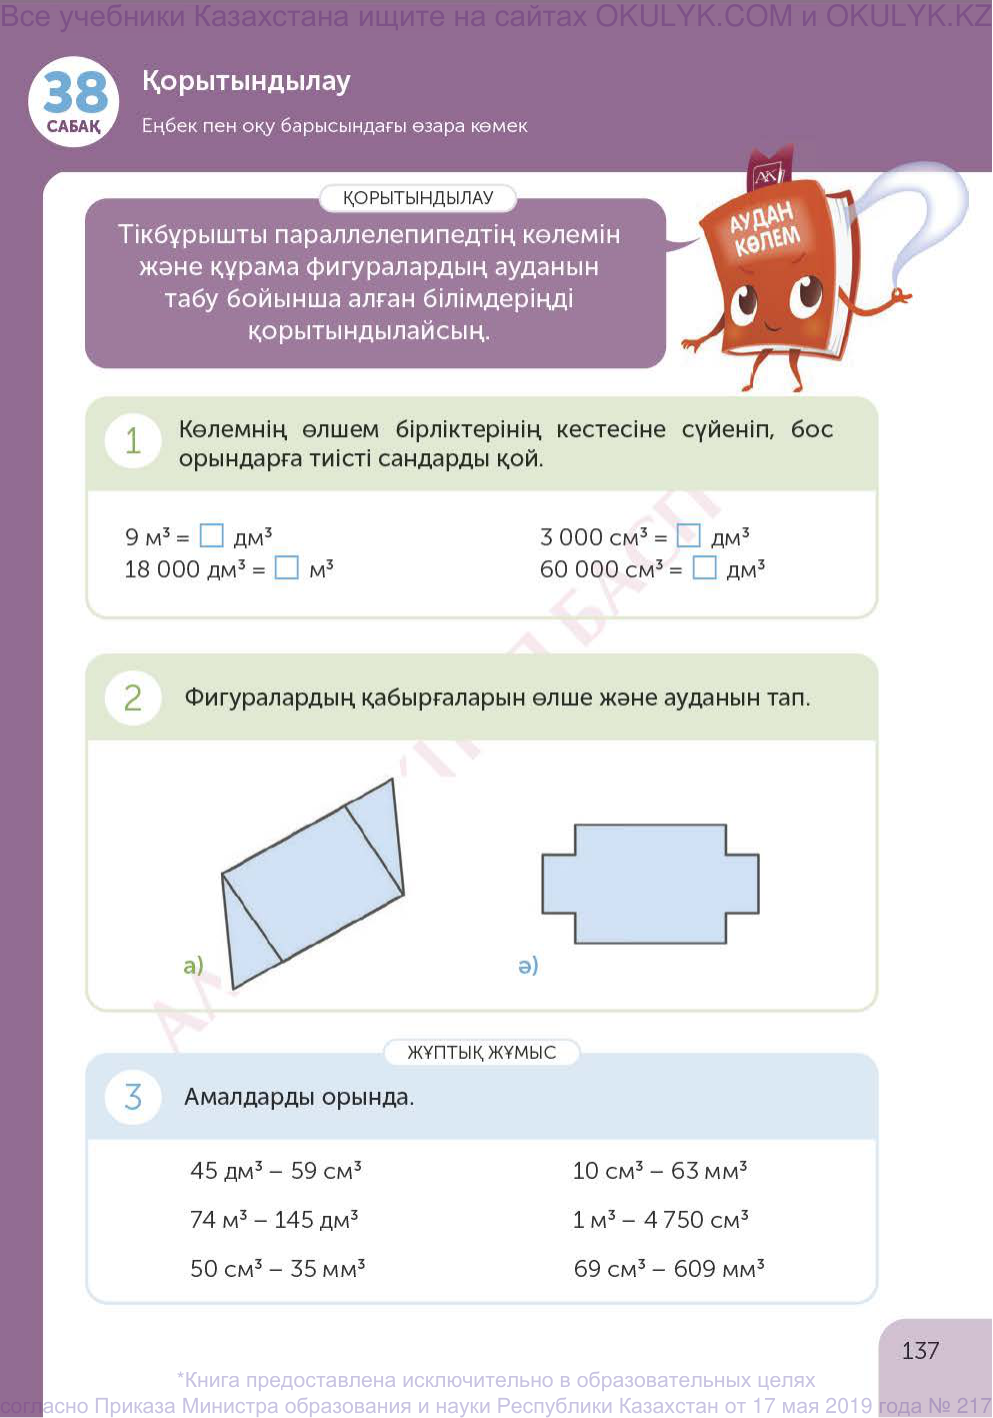 Все учебники Казахстана ищите на сайтах OKULYK.COM и OKULYK.KZ
38
САБАҚ
Қорытындылау
Еңбек пен оқу барысындағы өзара көмек
ҚОРЫТЫНДЫЛАУ
Тікбұрышты параллелепипедтің көлемін
және құрама фигуралардың ауданын
табу бойынша алған білімдеріңді
қорытындылайсың.
АК
АУДАН
КӨЛЕМ
1
Көлемнің өлшем бірліктерінің кестесіне сүйеніп, бос
орындарға тиісті сандарды қой.
9 м³ = □ дм³
18 000 дм³ = □ м³
3 000 см³ = □ дм³
60 000 см³ = □ дм³
2
Фигуралардың қабырғаларын өлше және ауданын тап.
а)
ә)
ЖҰПТЫҚ ЖҰМЫС
3
Амалдарды орында.
45 дм³ – 59 см³
74 м³ – 145 дм³
50 см³ – 35 мм³
10 см³ – 63 мм³
1 м³ – 4 750 см³
69 см³ – 609 мм³
137
*Книга предоставлена исключительно в образовательных целях
согласно Приказа Министра образования и науки Республики Казахстан от 17 мая 2019 года № 217